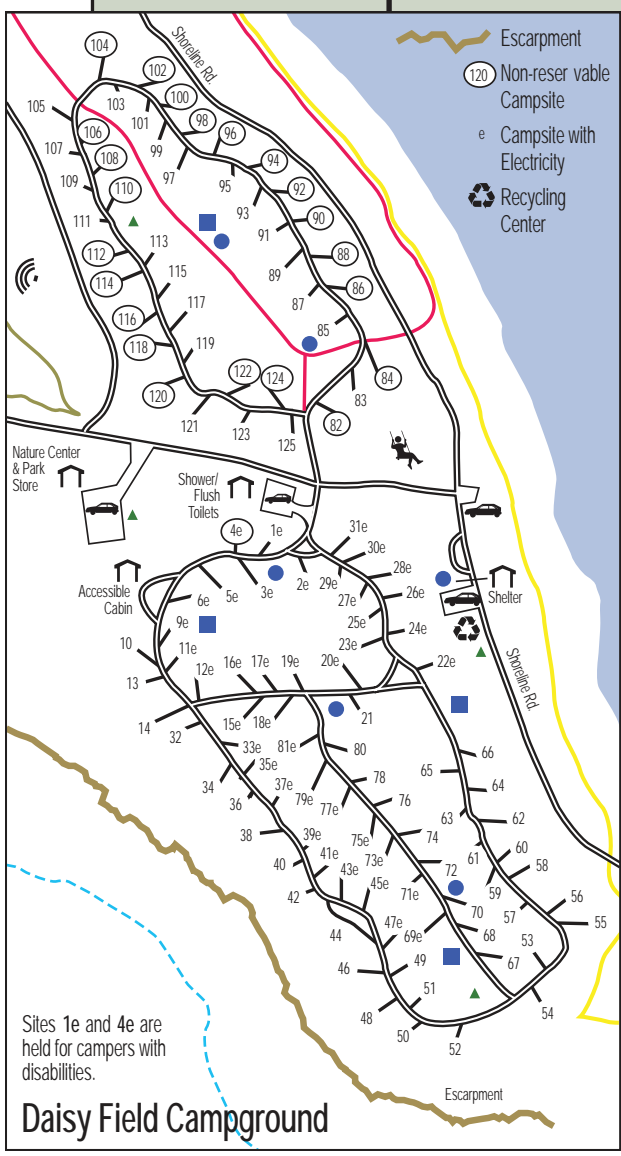 Escarpment
120 Non-reser vable
Campsite
e Campsite with
Electricity
Recycling
Center
Shoreline Rd.
104
102
103
100
105
101
98
106
99
96
107
108
97
94
95
109
110
92
93
90
111
91
113
112
88
89
115
114
86
87
117
116
85
118
119
122
124
84
120
83
82
121
123
125
Nature Center
& Park
Store
Shower/
Flush
Toilets
4e
1e
31e
30e
28e
Accessible
Cabin
5e
3e
2e
29e
27e
26e
Shelter
6e
9e
25e
24e
10
11e
23e
Shoreline Rd.
12e
16e
17e
19e
20e
22e
13
14
32
15e
18e
21
33e
81e
80
66
35e
65
34
37e
78
64
36
79e
77e
76
63
62
38
39e
75e
74
41e
73e
61
60
40
43e
72
58
45e
71e
59
42
70
57
56
47e
69e
68
55
44
49
53
46
67
51
54
48
50
52
Sites 1e and 4e are
held for campers with
disabilities.
Escarpment
Daisy Field Campground